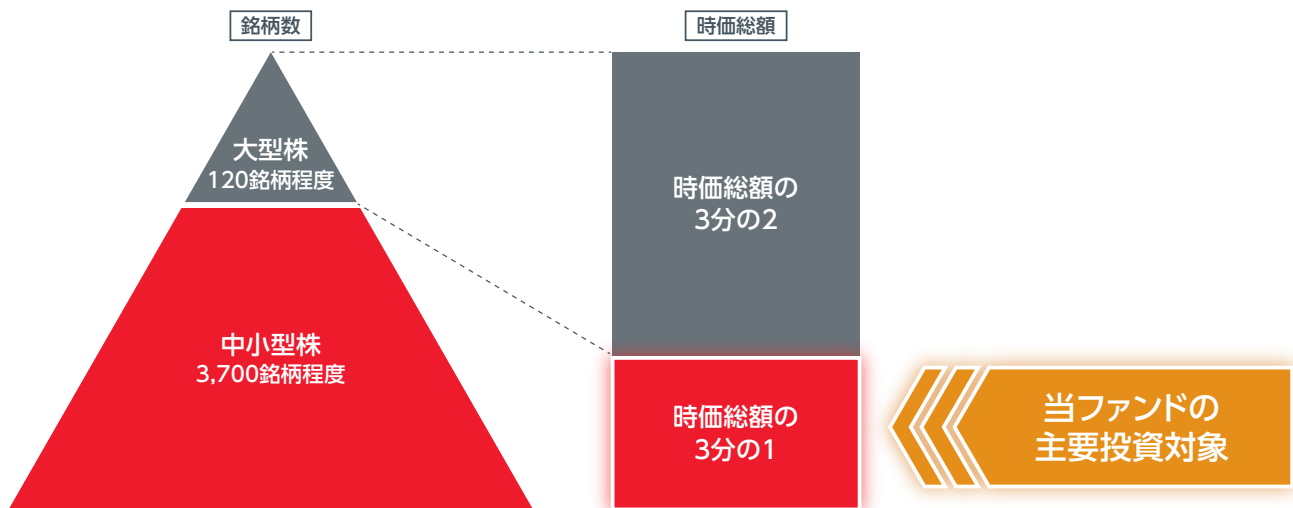 銘柄数
時価総額
大型株
120銘柄程度
時価総額の
3分の2
中小型株
3,700銘柄程度
時価総額の
3分の1
当ファンドの
主要投資対象